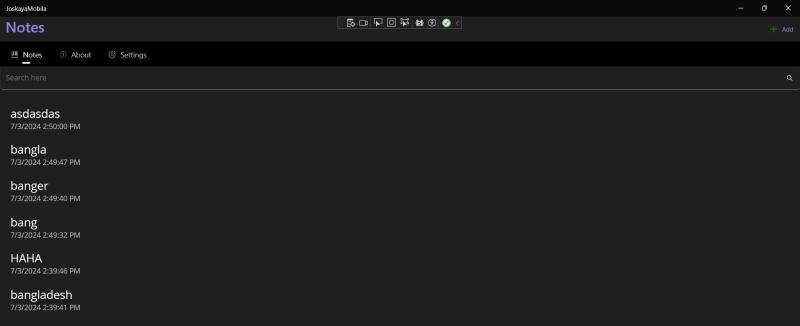 JoskayaMobila
Notes
Add
Notes
About
Settings
Search here
asdasdas
7/3/2024 2:50:00 PM
bangla
7/3/2024 2:49:47 PM
banger
7/3/2024 2:49:40 PM
bang
7/3/2024 2:49:32 PM
HAHA
7/3/2024 2:39:46 PM
bangladesh
7/3/2024 2:39:41 PM